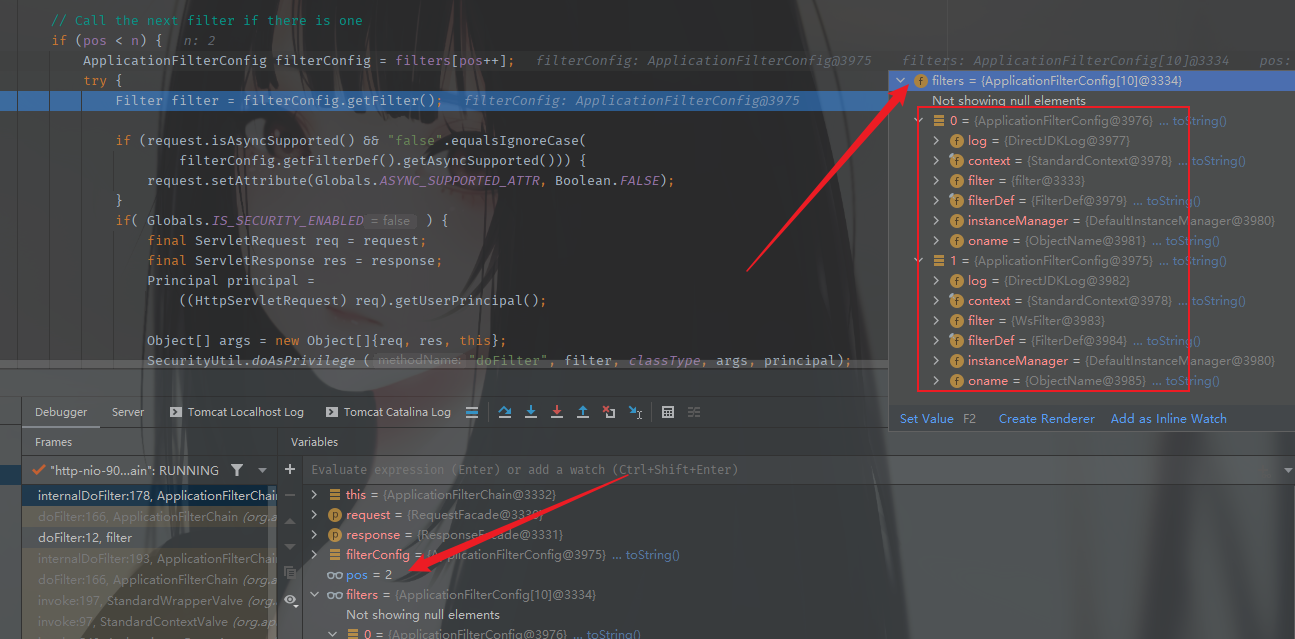 // Call the next filter if there is one
if (pos < n) { n: 2
ApplicationFilterConfig filterConfig = filters[pos++]; filterConfig: ApplicationFilterConfig@3975 filters: ApplicationFilterConfig[10]@3334 pos:
try {
Filter filter = filterConfig.getFilter(); filterConfig: ApplicationFilterConfig@3975
if (request.isAsyncSupported() && "false".equalsIgnoreCase(
filterConfig.getFilterDef().getAsyncSupported())) {
request.setAttribute(Globals.ASYNC_SUPPORTED_ATTR, Boolean.FALSE);
}
if( Globals.IS_SECURITY_ENABLED = false ) {
final ServletRequest req = request;
final ServletResponse res = response;
Principal principal =
((HttpServletRequest) req).getUserPrincipal();
Object[] args = new Object[]{req, res, this};
SecurityUtil.doAsPrivilege ( methodName: "doFilter", filter, classType, args, principal);
filters = {ApplicationFilterConfig[10]@3334}
Not showing null elements
0 = {ApplicationFilterConfig@3976} ... toString()
log = {DirectJDKLog@3977}
context = {StandardContext@3978} ... toString()
filter = {filter@3333}
filterDef = {FilterDef@3979} ... toString()
instanceManager = {DefaultInstanceManager@3980}
oname = {ObjectName@3981} ... toString()
1 = {ApplicationFilterConfig@3975} ... toString()
log = {DirectJDKLog@3982}
context = {StandardContext@3978} ... toString()
filter = {WsFilter@3983}
filterDef = {FilterDef@3984} ... toString()
instanceManager = {DefaultInstanceManager@3980}
oname = {ObjectName@3985} ... toString()
Set Value F2 Create Renderer Add as Inline Watch
Debugger Server Tomcat Localhost Log Tomcat Catalina Log
Frames
"http-nio-90...ain": RUNNING
internalDoFilter:178, ApplicationFilterChai
doFilter:166, ApplicationFilterChain (org.a
doFilter:12, filter
internalDoFilter:193, ApplicationFilterChai
doFilter:166, ApplicationFilterChain (org.a
invoke:197, StandardWrapperValve (org.
invoke:97, StandardContextValve (org.ap
Variables
Evaluate expression (Enter) or add a watch (Ctrl+Shift+Enter)
this = {ApplicationFilterChain@3332}
request = {RequestFacade@3330}
response = {ResponseFacade@3331}
filterConfig = {ApplicationFilterConfig@3975} ... toString()
pos = 2
filters = {ApplicationFilterConfig[10]@3334}
Not showing null elements
0 = {ApplicationFilterConfig@3976} ... toString()